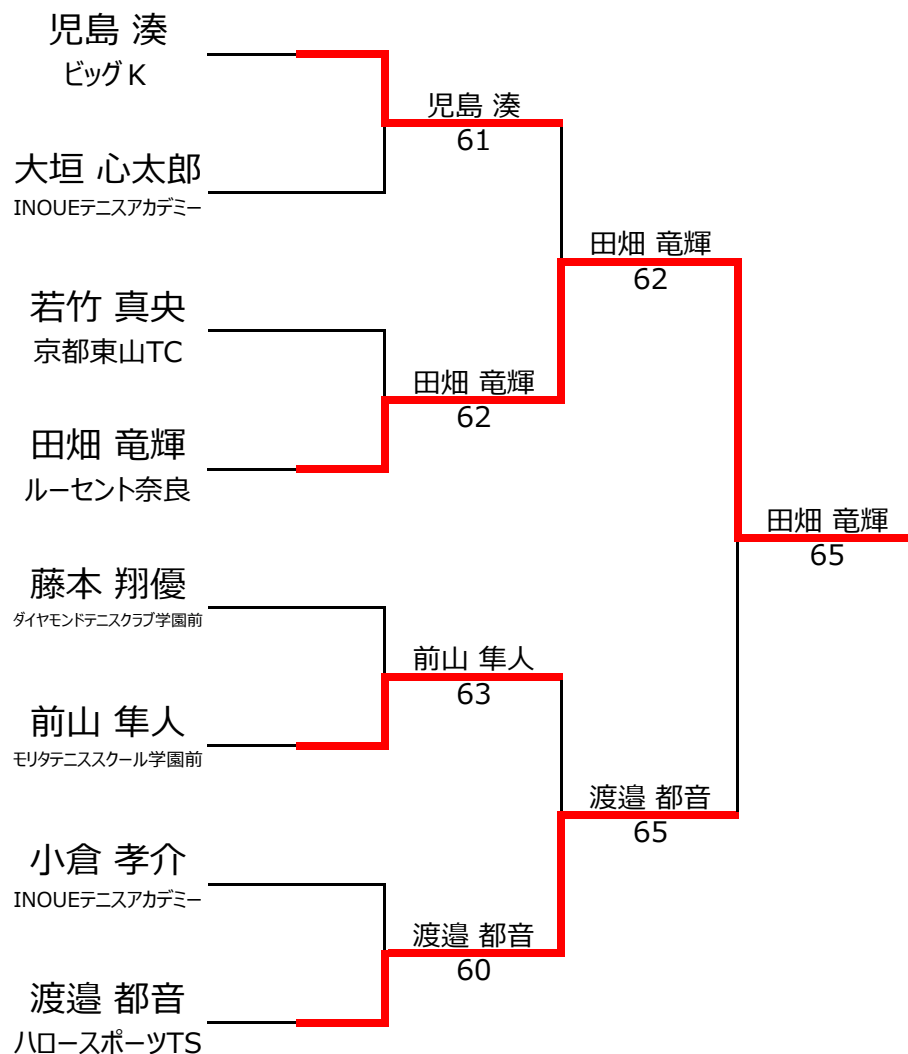 児島 湊
ビッグK
大垣 心太郎
INOUEテニスアカデミー
若竹 真央
京都東山TC
田畑 竜輝
ルーセント奈良
藤本 翔優
ダイヤモンドテニスクラブ学園前
前山 隼人
モリタテニススクール学園前
小倉 孝介
INOUEテニスアカデミー
渡邉 都音
ハロースポーツTS
児島 湊
61
田畑 竜輝
62
前山 隼人
63
渡邉 都音
60
田畑 竜輝
62
渡邉 都音
65
田畑 竜輝
65